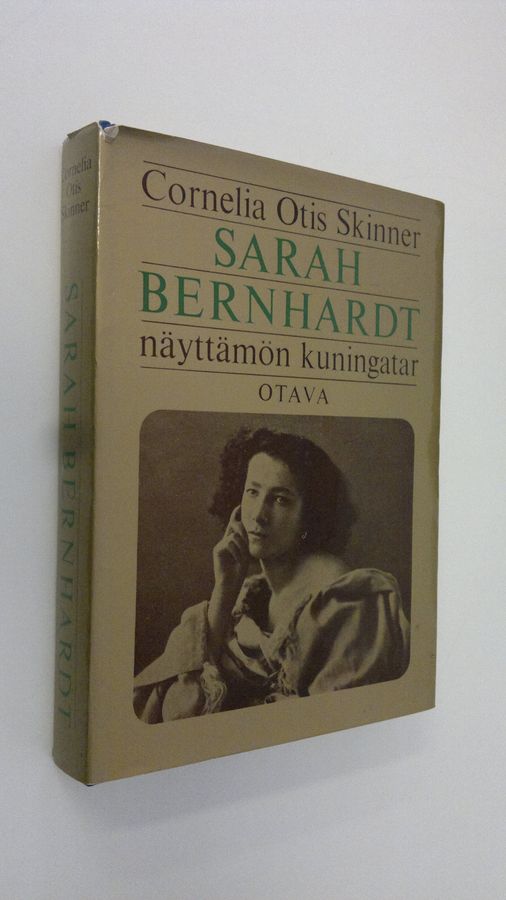 Cornelia
Otis
Skinner
SARAH BERNHARDT
Cornelia Otis Skinner
SARAH
BERNHARDT
näyttämön kuningatar
OTAVA